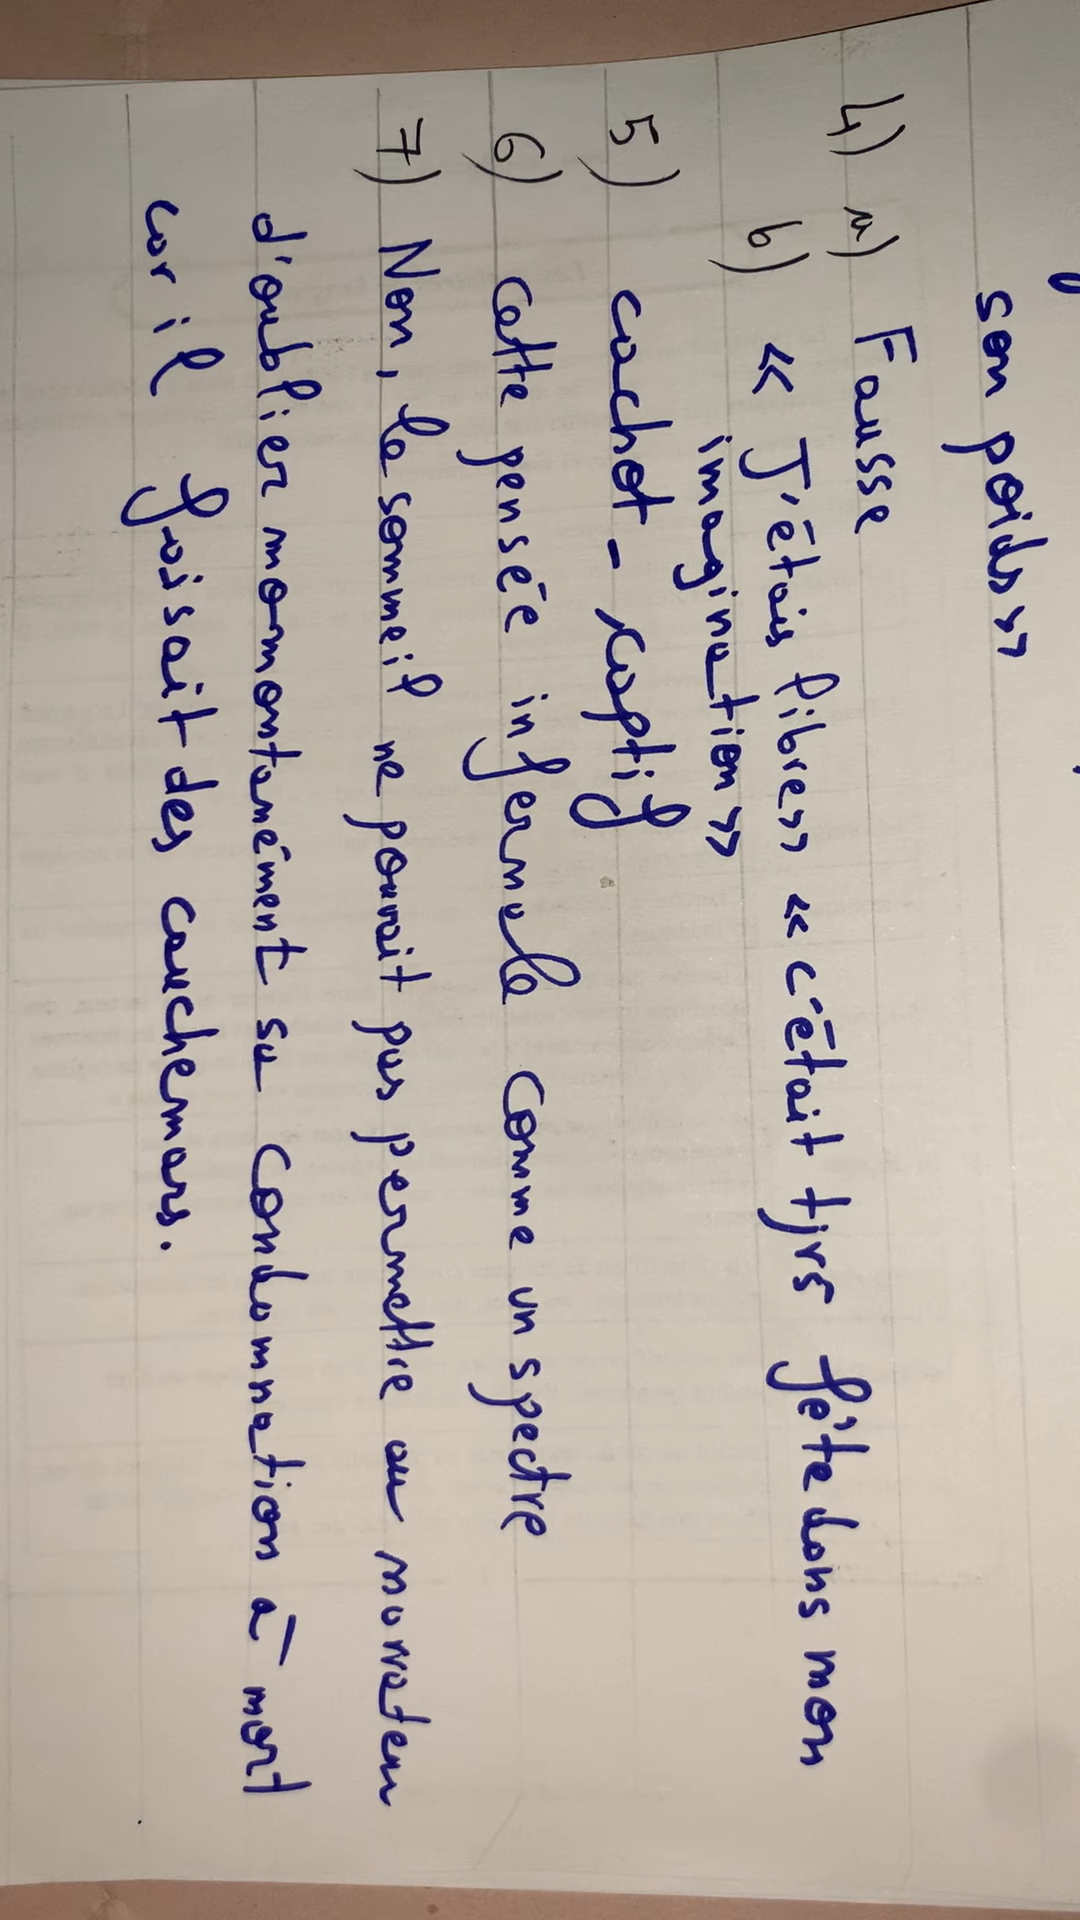 son poids»
4) a) Fausse
b) « J'étais libre» « c'était tjrs fête dans mon
imagination»
5) cachot - captif
6) Cette pensée infernale comme un spectre
7) Non, le sommeil ne pouvait pas permettre au narrateur
d'oublier momontanément sa condamnation à mort
car il faisait des cauchemars.